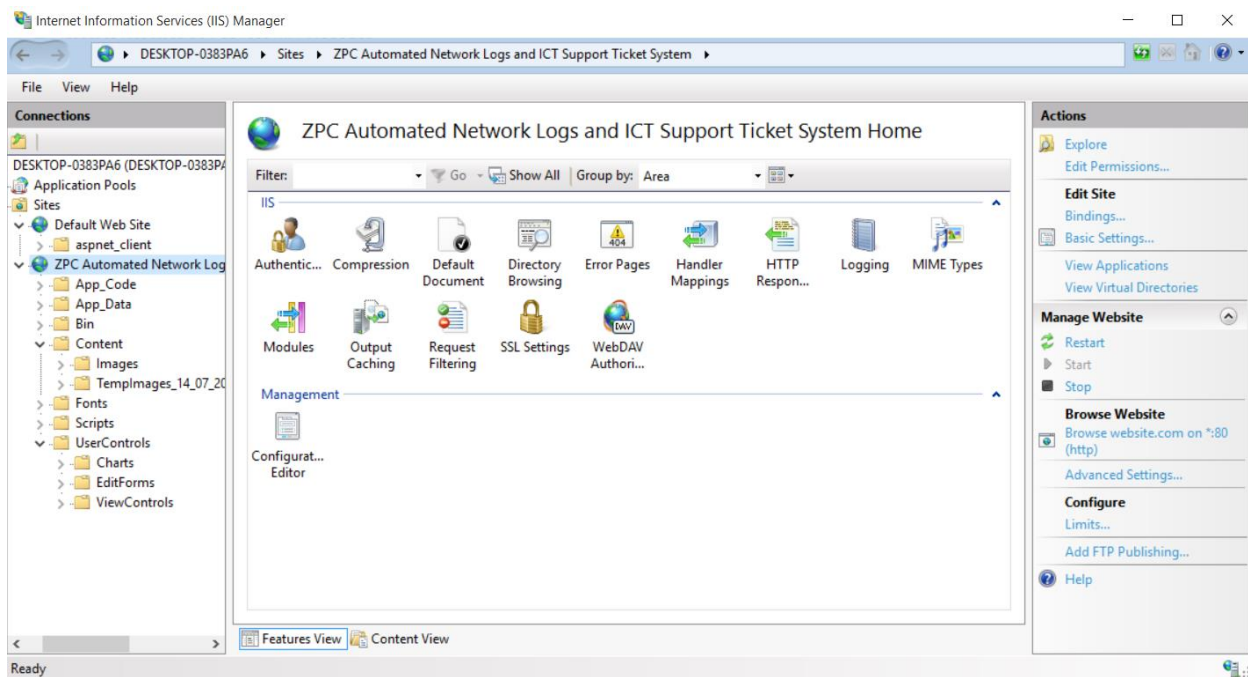 Internet Information Services (IIS) Manager
DESKTOP-0383PA6 Sites ZPC Automated Network Logs and ICT Support Ticket System
File View Help
Connections
DESKTOP-0383PA6 (DESKTOP-0383PA
Application Pools
Sites
Default Web Site
aspnet_client
ZPC Automated Network Log
App_Code
App_Data
Bin
Content
Images
TempImages_14_07_20
Fonts
Scripts
UserControls
Charts
EditForms
ViewControls
ZPC Automated Network Logs and ICT Support Ticket System Home
Filter: Go Show All Group by: Area
IIS
Authentic... Compression Default Document Directory Browsing Error Pages Handler Mappings HTTP Respon... Logging MIME Types
404
Modules Output Caching Request Filtering SSL Settings WebDAV Authori...
DAV
Management
Configurat... Editor
Features View Content View
Actions
Explore
Edit Permissions...
Edit Site
Bindings...
Basic Settings...
View Applications
View Virtual Directories
Manage Website
Restart
Start
Stop
Browse Website
Browse website.com on *:80
(http)
Advanced Settings...
Configure
Limits...
Add FTP Publishing...
Help
Ready